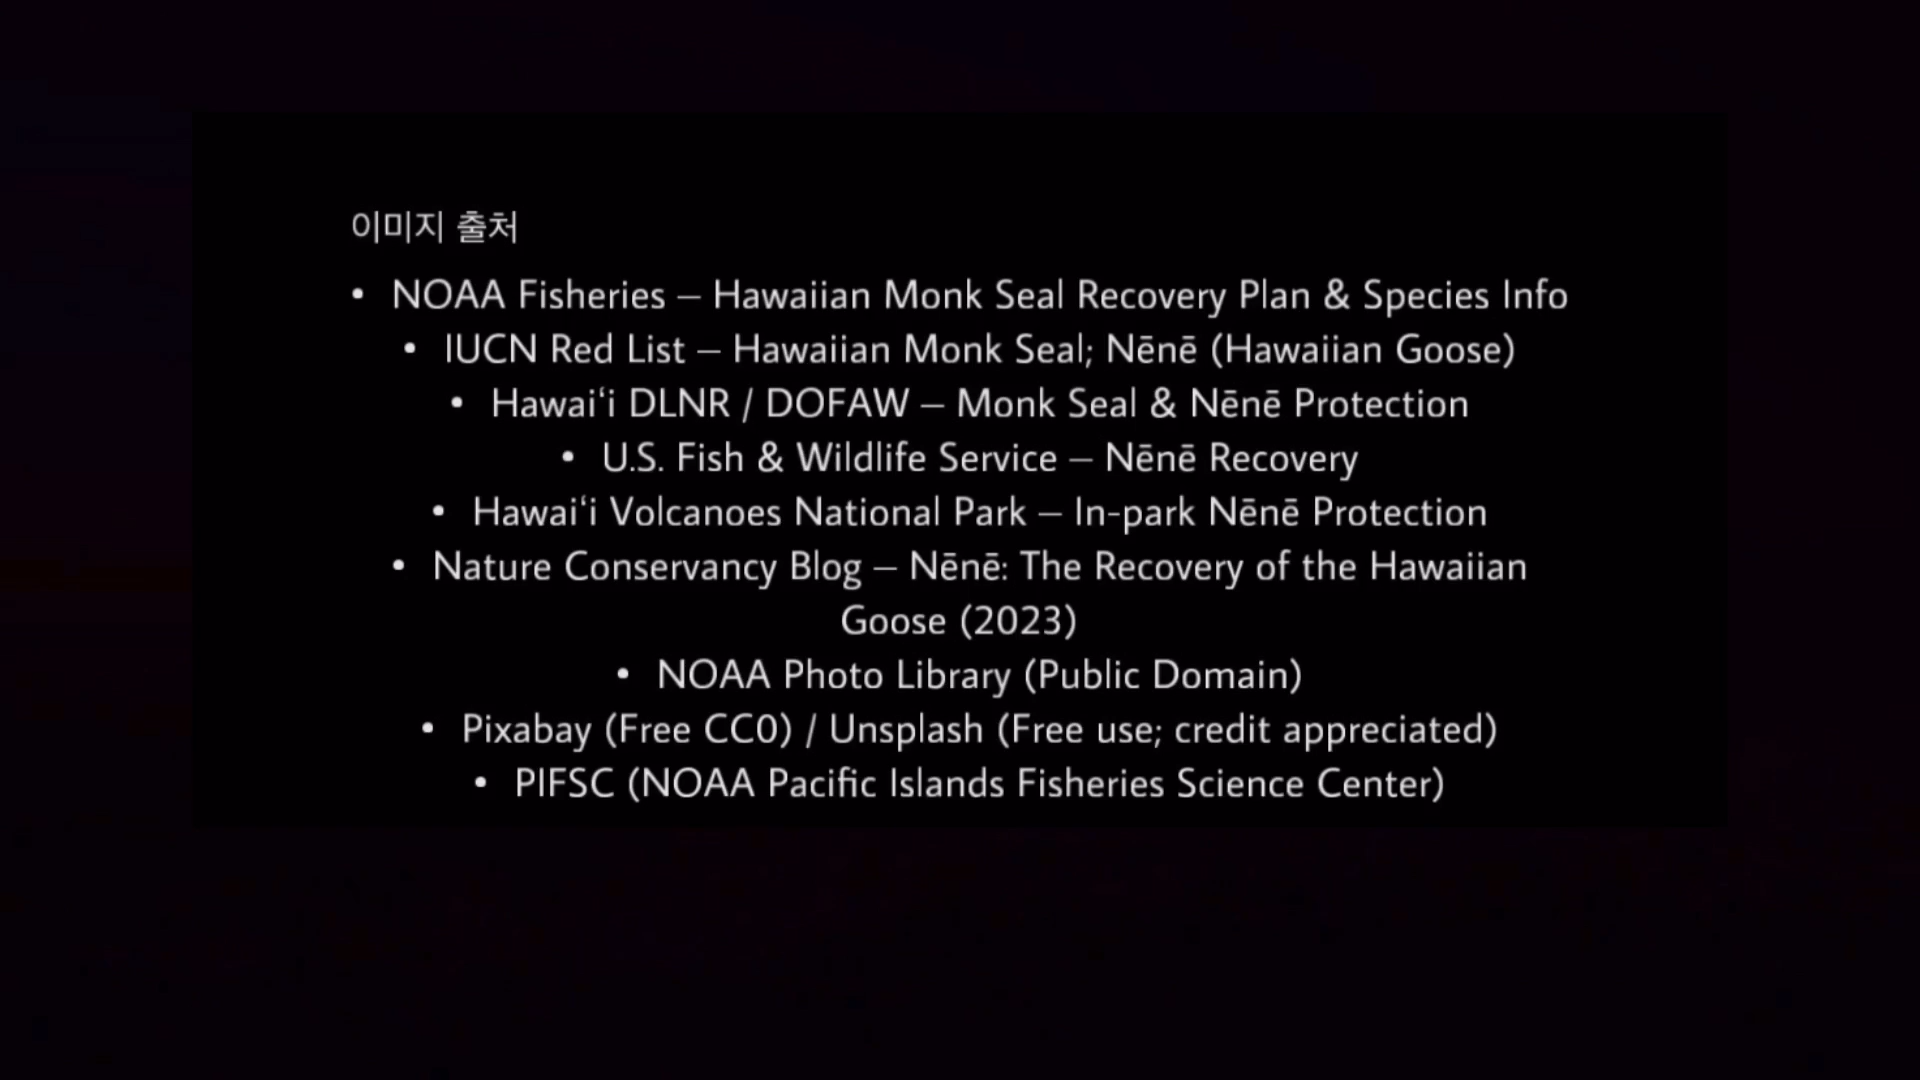 이미지 출처
• NOAA Fisheries – Hawaiian Monk Seal Recovery Plan & Species Info
• IUCN Red List – Hawaiian Monk Seal; Nēnē (Hawaiian Goose)
• Hawaiʻi DLNR / DOFAW – Monk Seal & Nēnē Protection
• U.S. Fish & Wildlife Service – Nēnē Recovery
• Hawaiʻi Volcanoes National Park – In-park Nēnē Protection
• Nature Conservancy Blog – Nēnē: The Recovery of the Hawaiian
Goose (2023)
• NOAA Photo Library (Public Domain)
• Pixabay (Free CC0) / Unsplash (Free use; credit appreciated)
• PIFSC (NOAA Pacific Islands Fisheries Science Center)